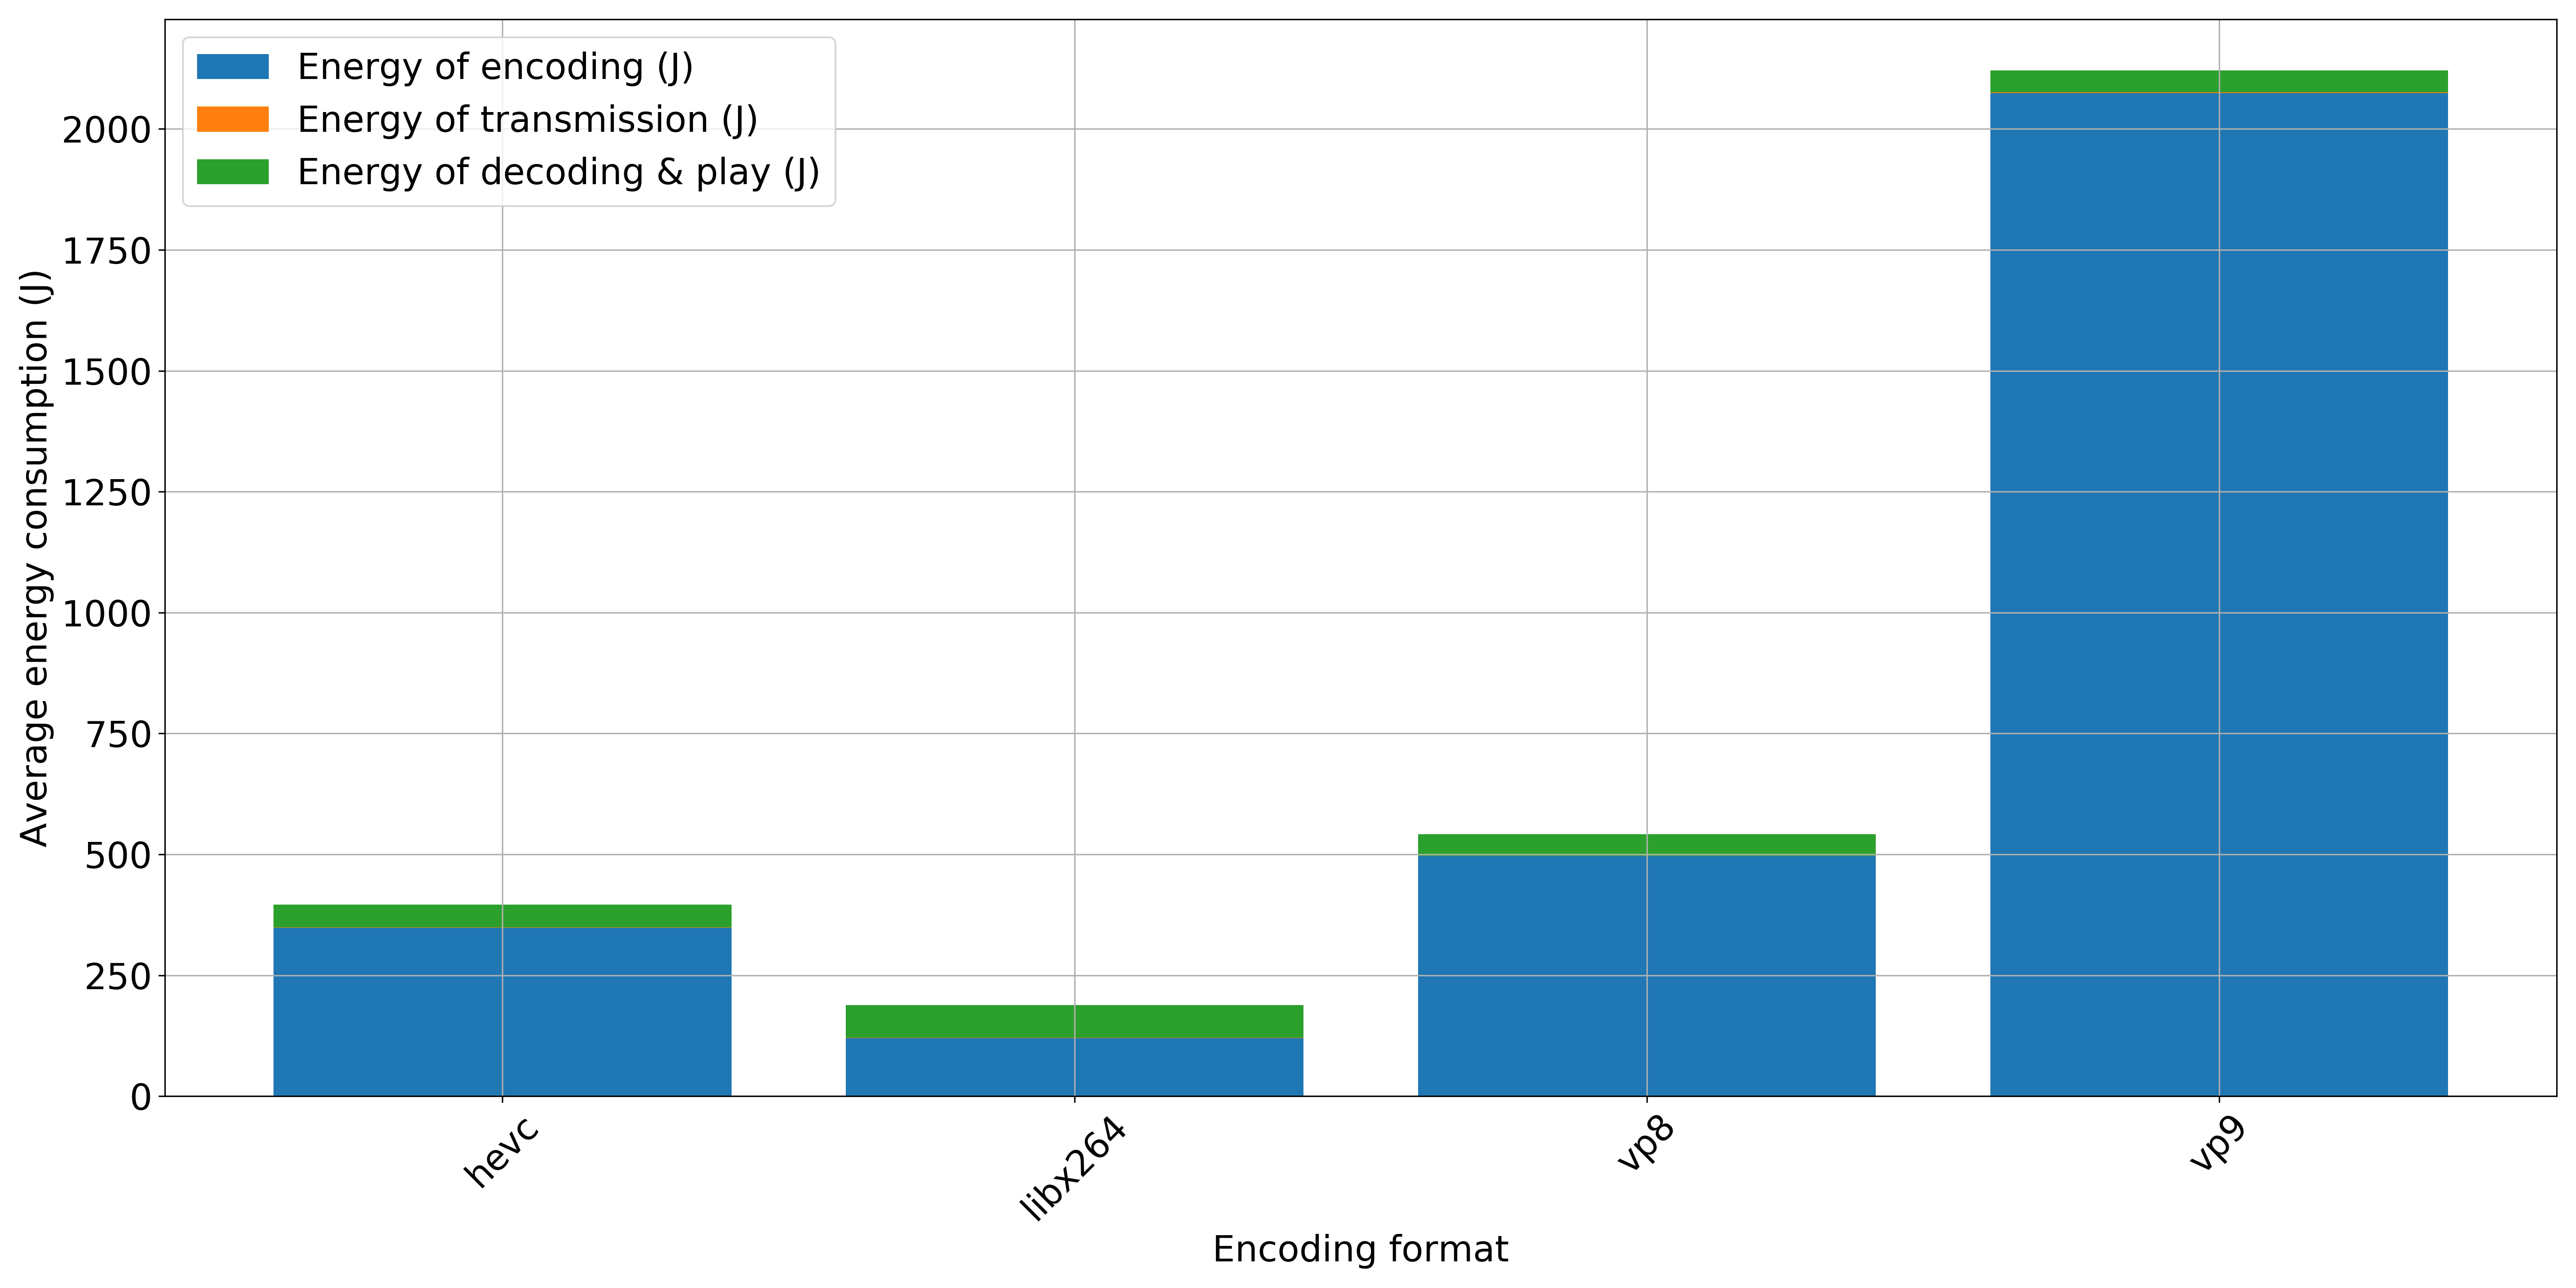 Energy of encoding (J)
Energy of transmission (J)
Energy of decoding & play (J)
Average energy consumption (J)
2000
1750
1500
1250
1000
750
500
250
0
hevc
libx264
vp8
vp9
Encoding format